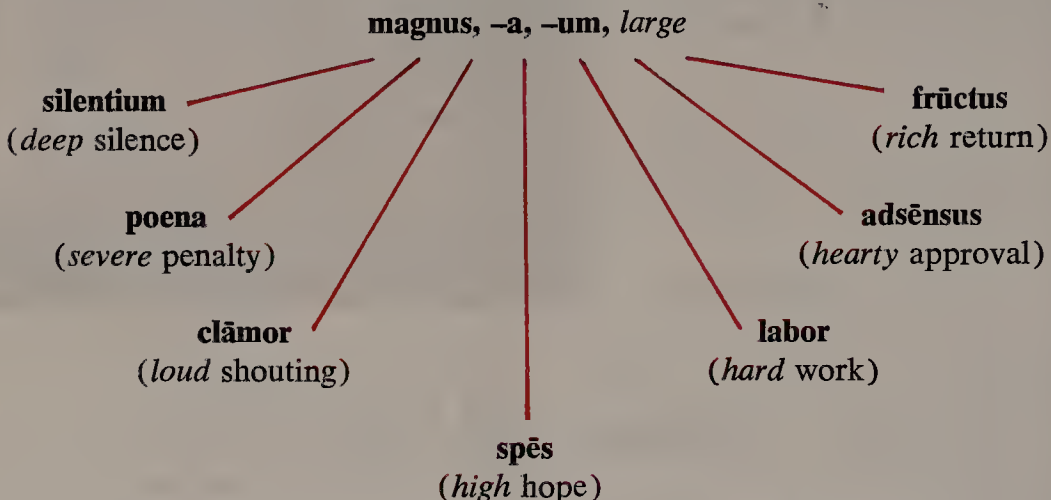 magnus, –a, –um, large
silentium
(deep silence)
frūctus
(rich return)
poena
(severe penalty)
adsēnsus
(hearty approval)
clāmor
(loud shouting)
labor
(hard work)
spēs
(high hope)